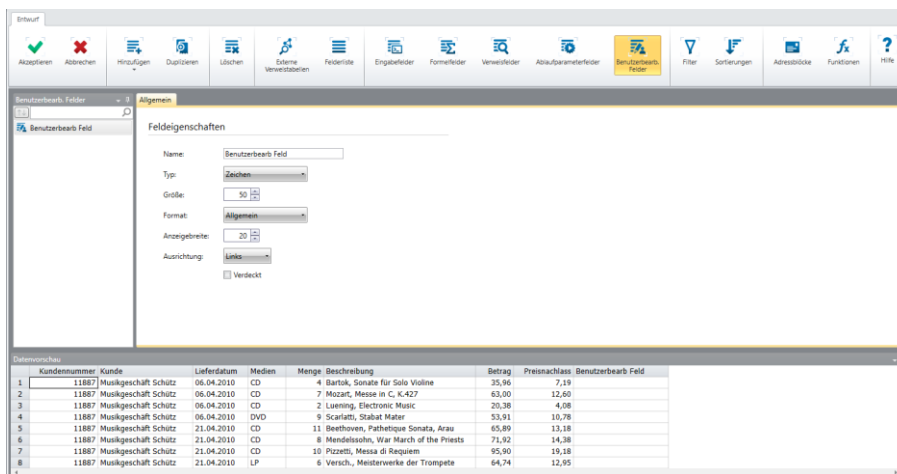 Entwurf
Akzeptieren Abbrechen Hinzufügen Duplizieren Löschen Externe Verweistabellen Felderliste Eingabefelder Formelfelder Verweisfelder Ablaufparameterfelder Benutzerbearb. Felder Filter Sortierungen Adressblöcke Funktionen Hilfe
Benutzerbearb. Felder
Allgemein
Benutzerbearb Feld
Feldeigenschaften
Name: Benutzerbearb Feld
Typ: Zeichen
Größe: 50
Format: Allgemein
Anzeigebreite: 20
Ausrichtung: Links
Verdeckt
Datenvorschau
Kundennummer Kunde Lieferdatum Medien Menge Beschreibung Betrag Preisnachlass Benutzerbearb Feld
1 11887 Musikgeschäft Schütz 06.04.2010 CD 4 Bartok, Sonate für Solo Violine 35,96 7,19
2 11887 Musikgeschäft Schütz 06.04.2010 CD 7 Mozart, Messe in C, K.427 63,00 12,60
3 11887 Musikgeschäft Schütz 06.04.2010 CD 2 Luening, Electronic Music 20,38 4,08
4 11887 Musikgeschäft Schütz 06.04.2010 DVD 9 Scarlatti, Stabat Mater 53,91 10,78
5 11887 Musikgeschäft Schütz 21.04.2010 CD 11 Beethoven, Pathetique Sonata, Arau 65,89 13,18
6 11887 Musikgeschäft Schütz 21.04.2010 CD 8 Mendelssohn, War March of the Priests 71,92 14,38
7 11887 Musikgeschäft Schütz 21.04.2010 CD 10 Pizzetti, Messa di Requiem 95,90 19,18
8 11887 Musikgeschäft Schütz 21.04.2010 LP 6 Versch., Meisterwerke der Trompete 64,74 12,95